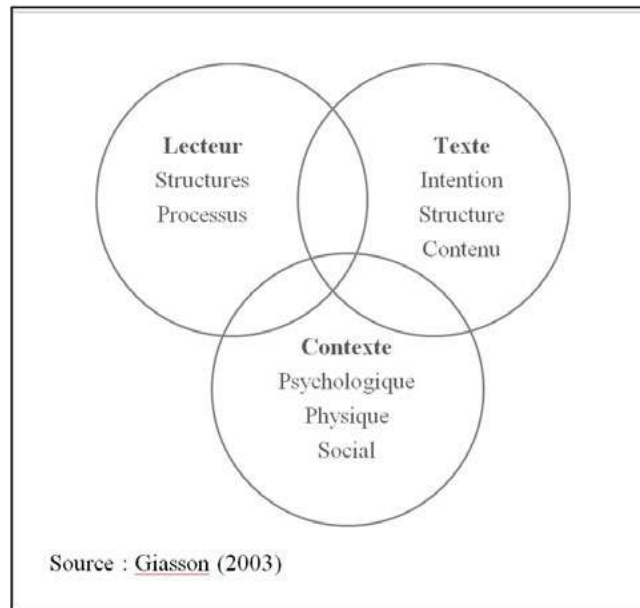 Lecteur
Structures
Processus
Texte
Intention
Structure
Contenu
Contexte
Psychologique
Physique
Social
Source : Giasson (2003)